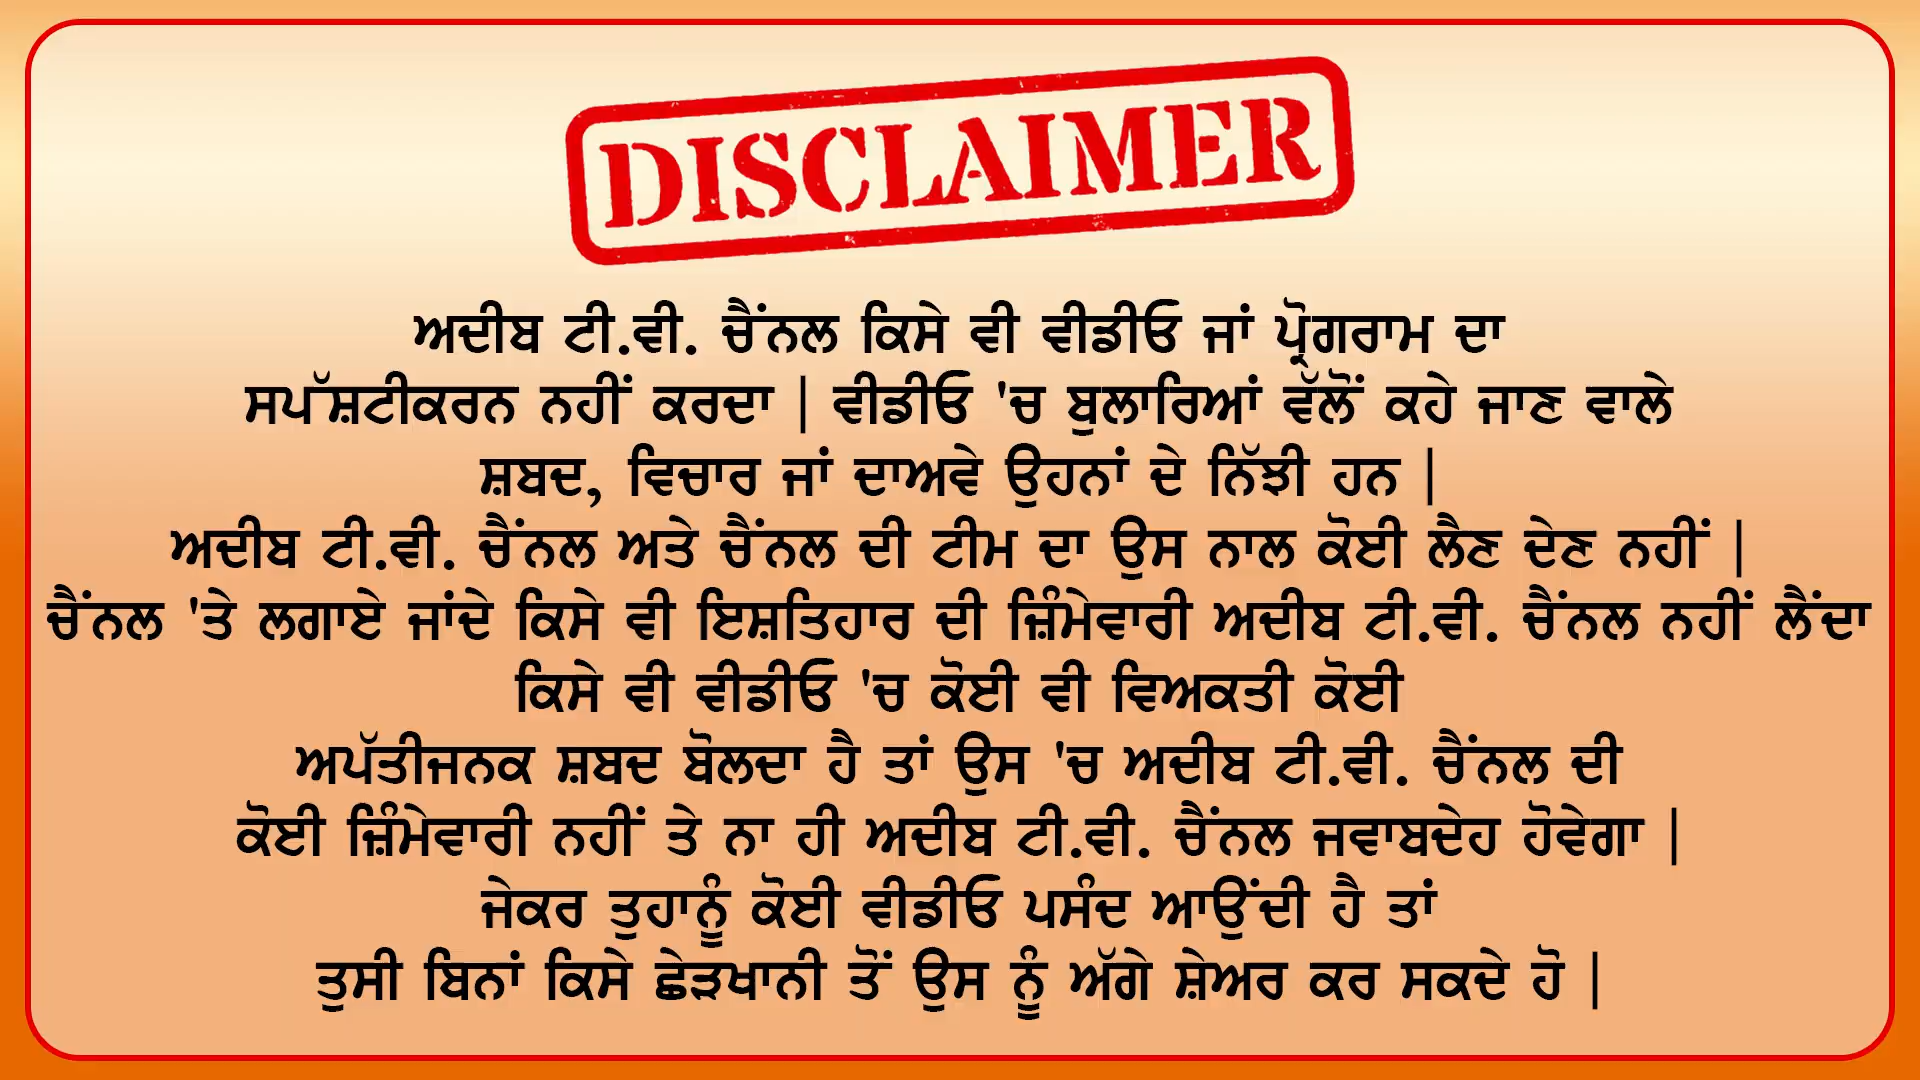 DISCLAIMER
ਅਦੀਬ ਟੀ.ਵੀ. ਚੈਂਨਲ ਕਿਸੇ ਵੀ ਵੀਡੀਓ ਜਾਂ ਪ੍ਰੋਗਰਾਮ ਦਾ
ਸਪੱਸ਼ਟੀਕਰਨ ਨਹੀਂ ਕਰਦਾ | ਵੀਡੀਓ 'ਚ ਬੁਲਾਰਿਆਂ ਵੱਲੋਂ ਕਹੇ ਜਾਣ ਵਾਲੇ
ਸ਼ਬਦ, ਵਿਚਾਰ ਜਾਂ ਦਾਅਵੇ ਉਹਨਾਂ ਦੇ ਨਿੱਝੀ ਹਨ |
ਅਦੀਬ ਟੀ.ਵੀ. ਚੈਂਨਲ ਅਤੇ ਚੈਂਨਲ ਦੀ ਟੀਮ ਦਾ ਉਸ ਨਾਲ ਕੋਈ ਲੈਣ ਦੇਣ ਨਹੀਂ |
ਚੈਂਨਲ 'ਤੇ ਲਗਾਏ ਜਾਂਦੇ ਕਿਸੇ ਵੀ ਇਸ਼ਤਿਹਾਰ ਦੀ ਜ਼ਿੰਮੇਵਾਰੀ ਅਦੀਬ ਟੀ.ਵੀ. ਚੈਂਨਲ ਨਹੀਂ ਲੈਂਦਾ
ਕਿਸੇ ਵੀ ਵੀਡੀਓ 'ਚ ਕੋਈ ਵੀ ਵਿਅਕਤੀ ਕੋਈ
ਅਪੱਤੀਜਨਕ ਸ਼ਬਦ ਬੋਲਦਾ ਹੈ ਤਾਂ ਉਸ 'ਚ ਅਦੀਬ ਟੀ.ਵੀ. ਚੈਂਨਲ ਦੀ
ਕੋਈ ਜ਼ਿੰਮੇਵਾਰੀ ਨਹੀਂ ਤੇ ਨਾ ਹੀ ਅਦੀਬ ਟੀ.ਵੀ. ਚੈਂਨਲ ਜਵਾਬਦੇਹ ਹੋਵੇਗਾ |
ਜੇਕਰ ਤੁਹਾਨੂੰ ਕੋਈ ਵੀਡੀਓ ਪਸੰਦ ਆਉਂਦੀ ਹੈ ਤਾਂ
ਤੁਸੀ ਬਿਨਾਂ ਕਿਸੇ ਛੇੜਖਾਨੀ ਤੋਂ ਉਸ ਨੂੰ ਅੱਗੇ ਸ਼ੇਅਰ ਕਰ ਸਕਦੇ ਹੋ |